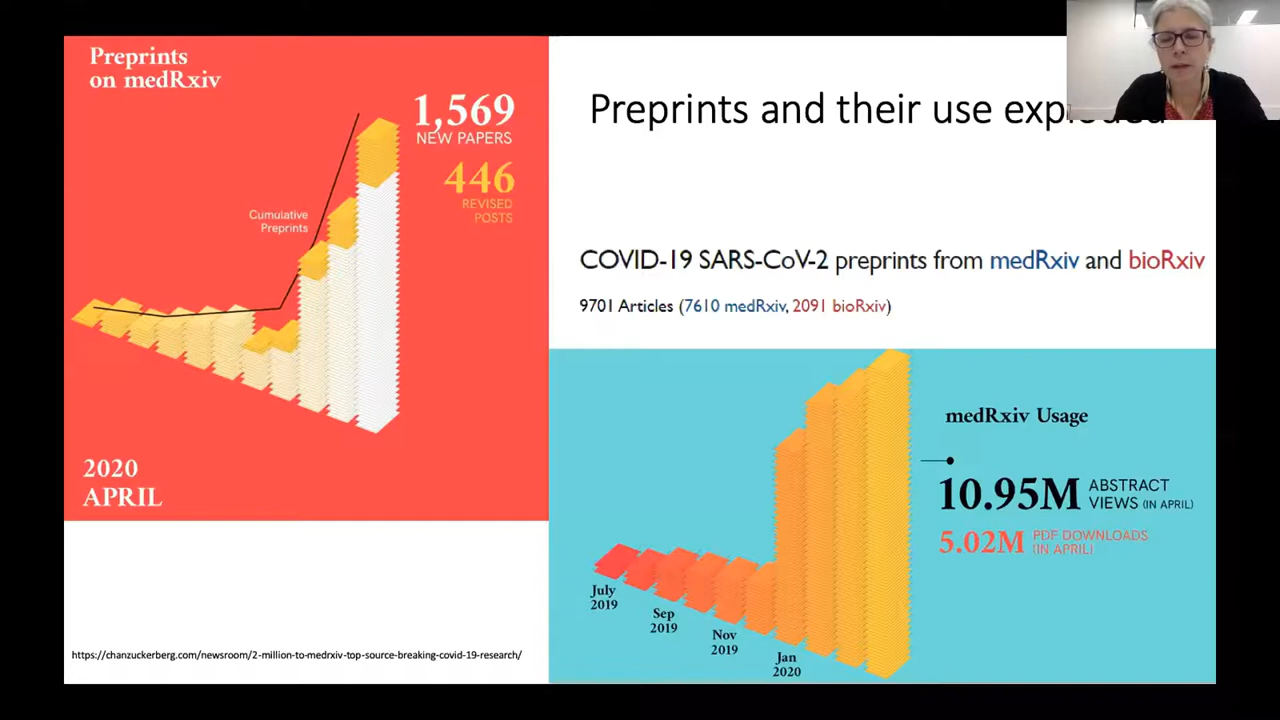 Preprints
on medRxiv
1,569
NEW PAPERS
446
REVISED
POSTS
Cumulative
Preprints
2020
APRIL
https://chanzuckerberg.com/newsroom/2-million-to-medrxiv-top-source-breaking-covid-19-research/
Preprints and their use exploded
COVID-19 SARS-CoV-2 preprints from medRxiv and bioRxiv
9701 Articles (7610 medRxiv, 2091 bioRxiv)
medRxiv Usage
10.95M ABSTRACT
VIEWS (IN APRIL)
5.02M PDF DOWNLOADS
(IN APRIL)
July
2019
Sep
2019
Nov
2019
Jan
2020